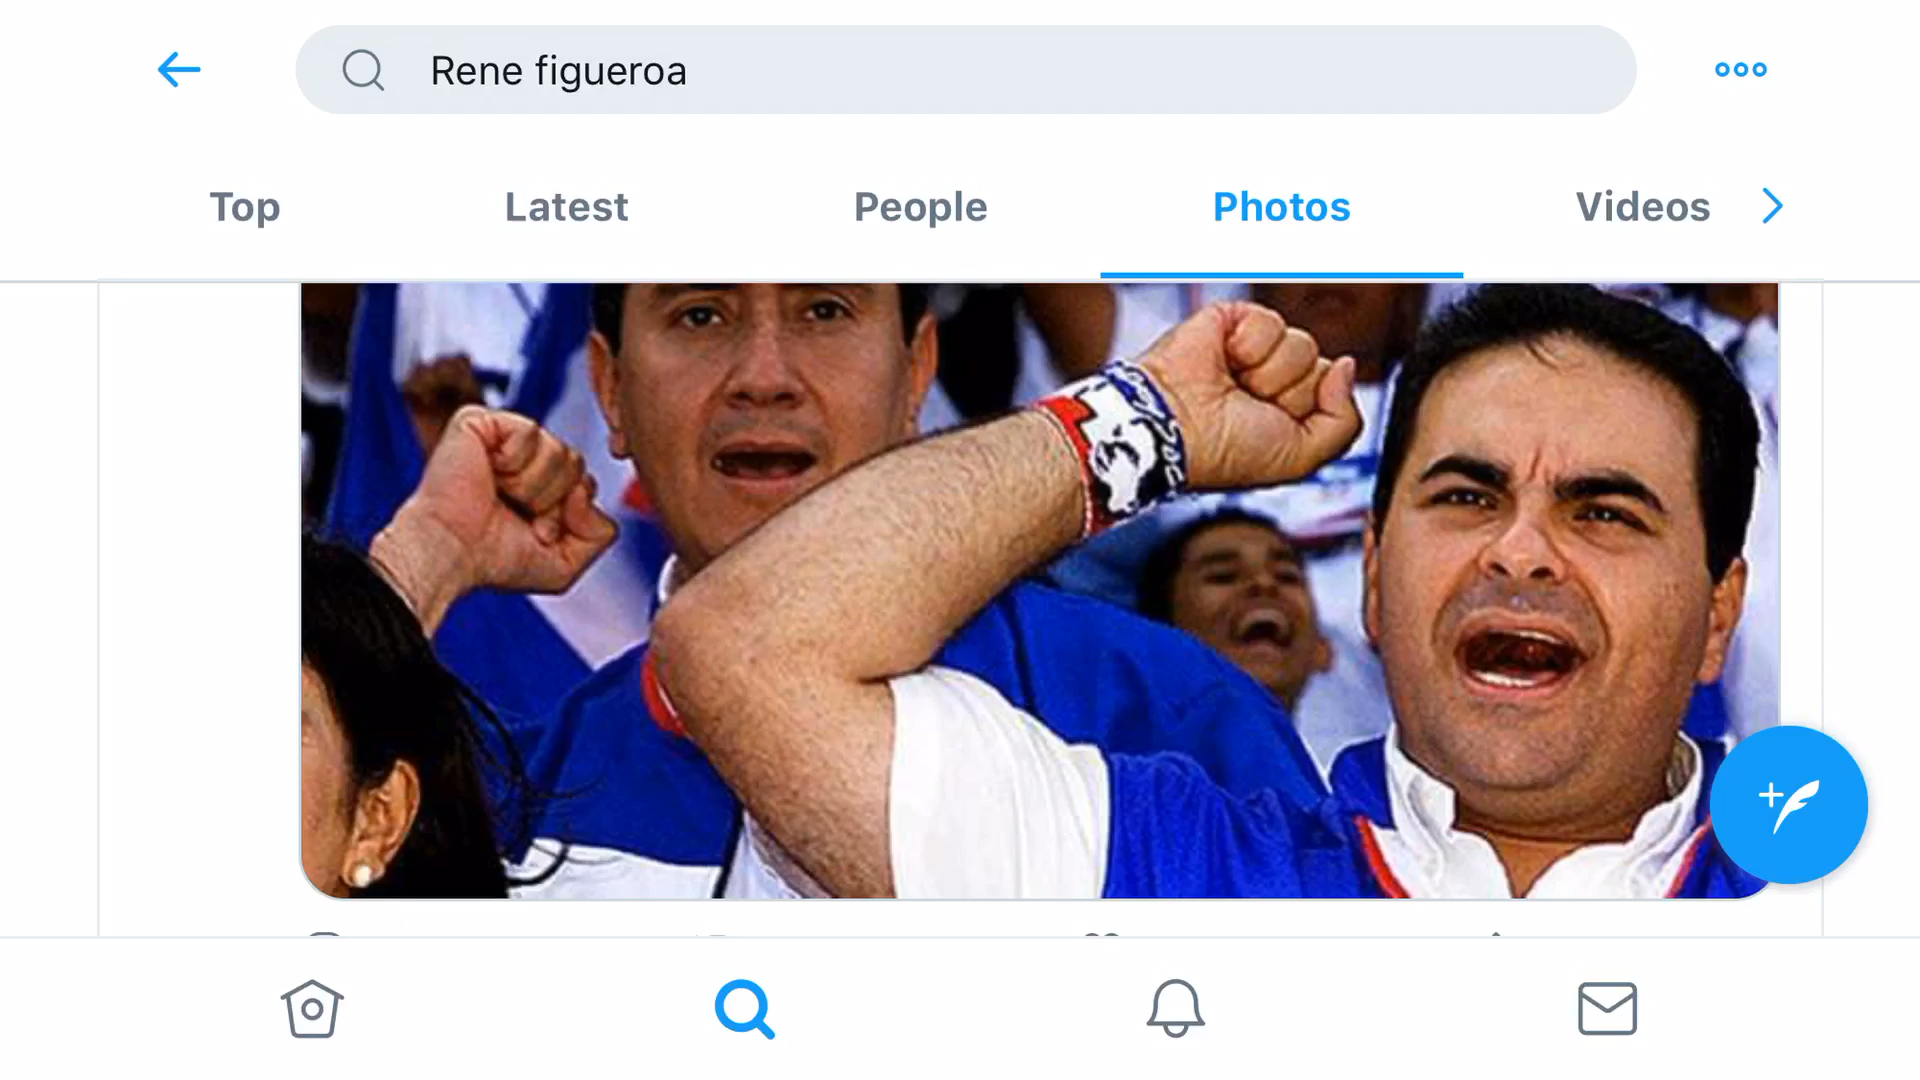 Rene figueroa
Top
Latest
People
Photos
Videos